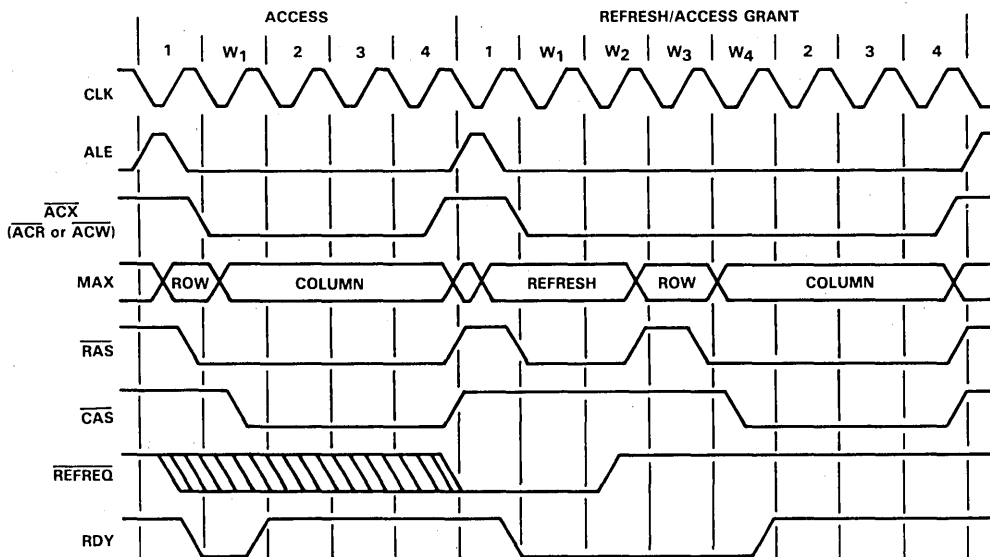 ACCESS REFRESH/ACCESS GRANT
1 W1 2 3 4 1 W1 W2 W3 W4 2 3 4
CLK
ALE
ACX
(ACR or ACW)
MAX ROW COLUMN REFRESH ROW COLUMN
RAS
CAS
REFREQ
RDY